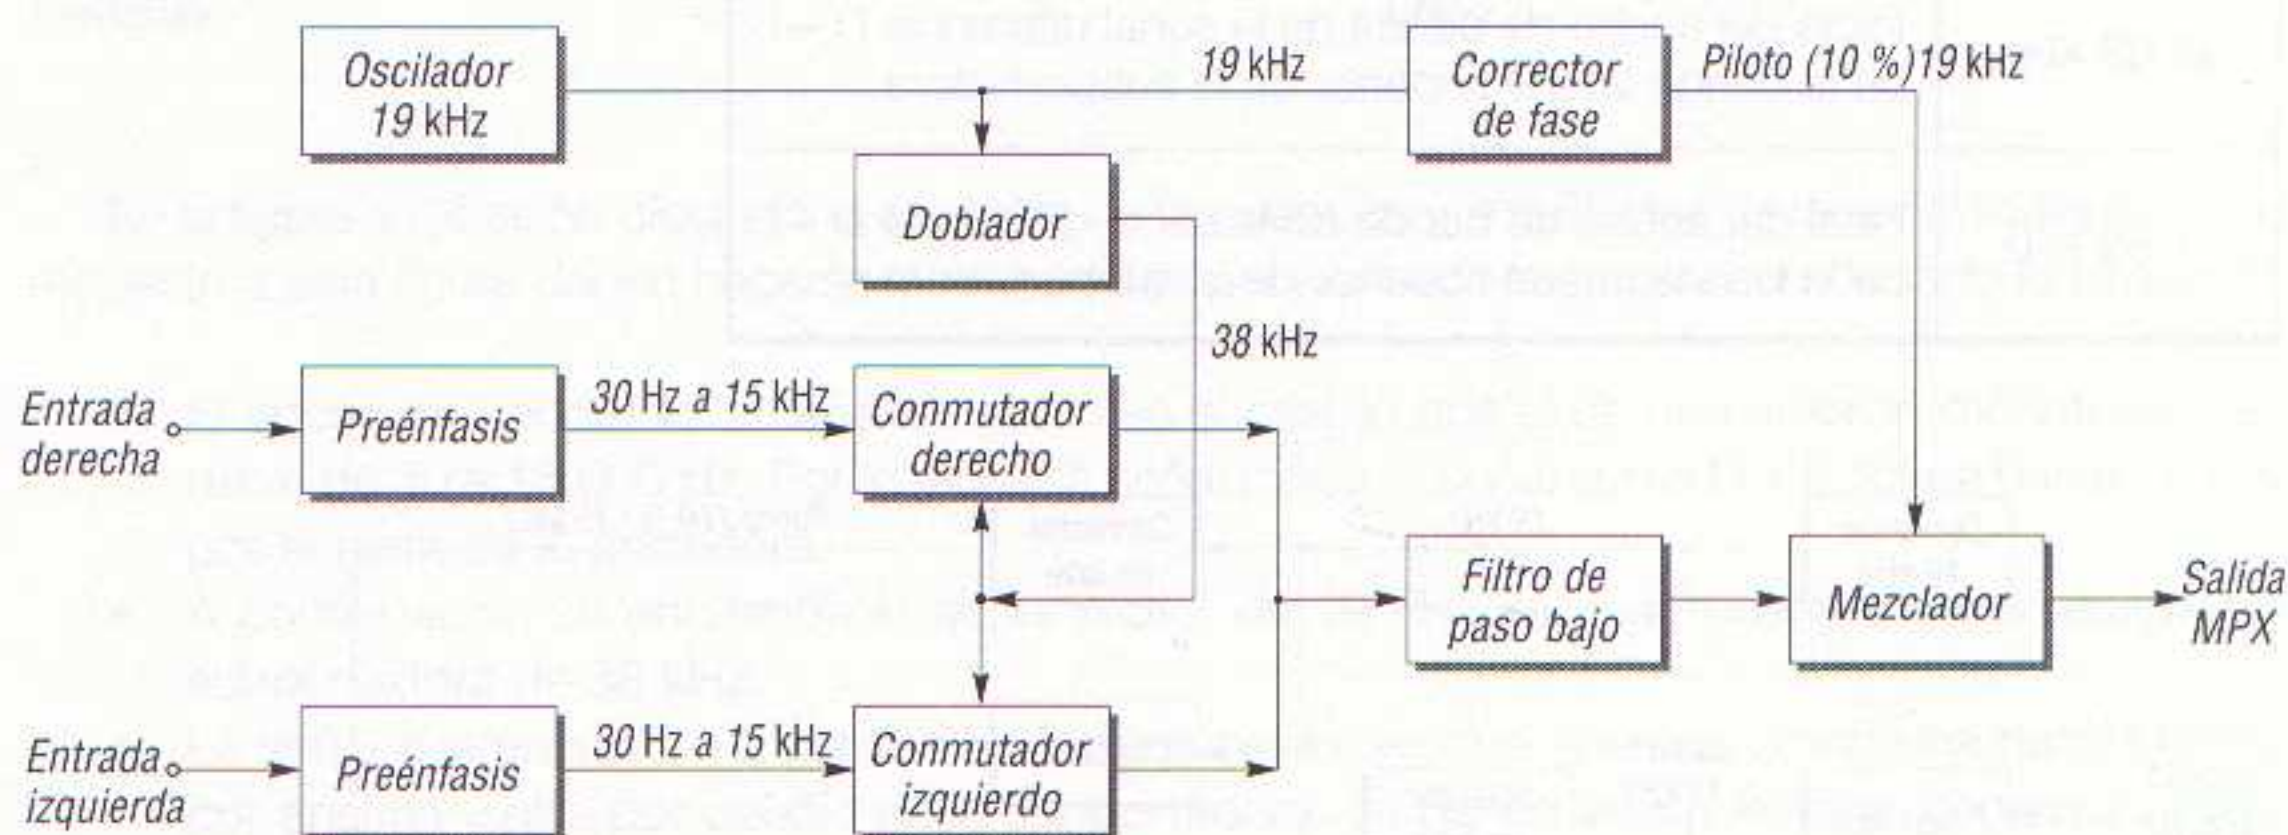 Oscilador
19 kHz
19 kHz
Corrector
de fase
Piloto (10 %)19 kHz
Doblador
38 kHz
Entrada
derecha
Preénfasis
30 Hz a 15 kHz
Conmutador
derecho
Filtro de
paso bajo
Mezclador
Salida
MPX
Entrada
izquierda
Preénfasis
30 Hz a 15 kHz
Conmutador
izquierdo